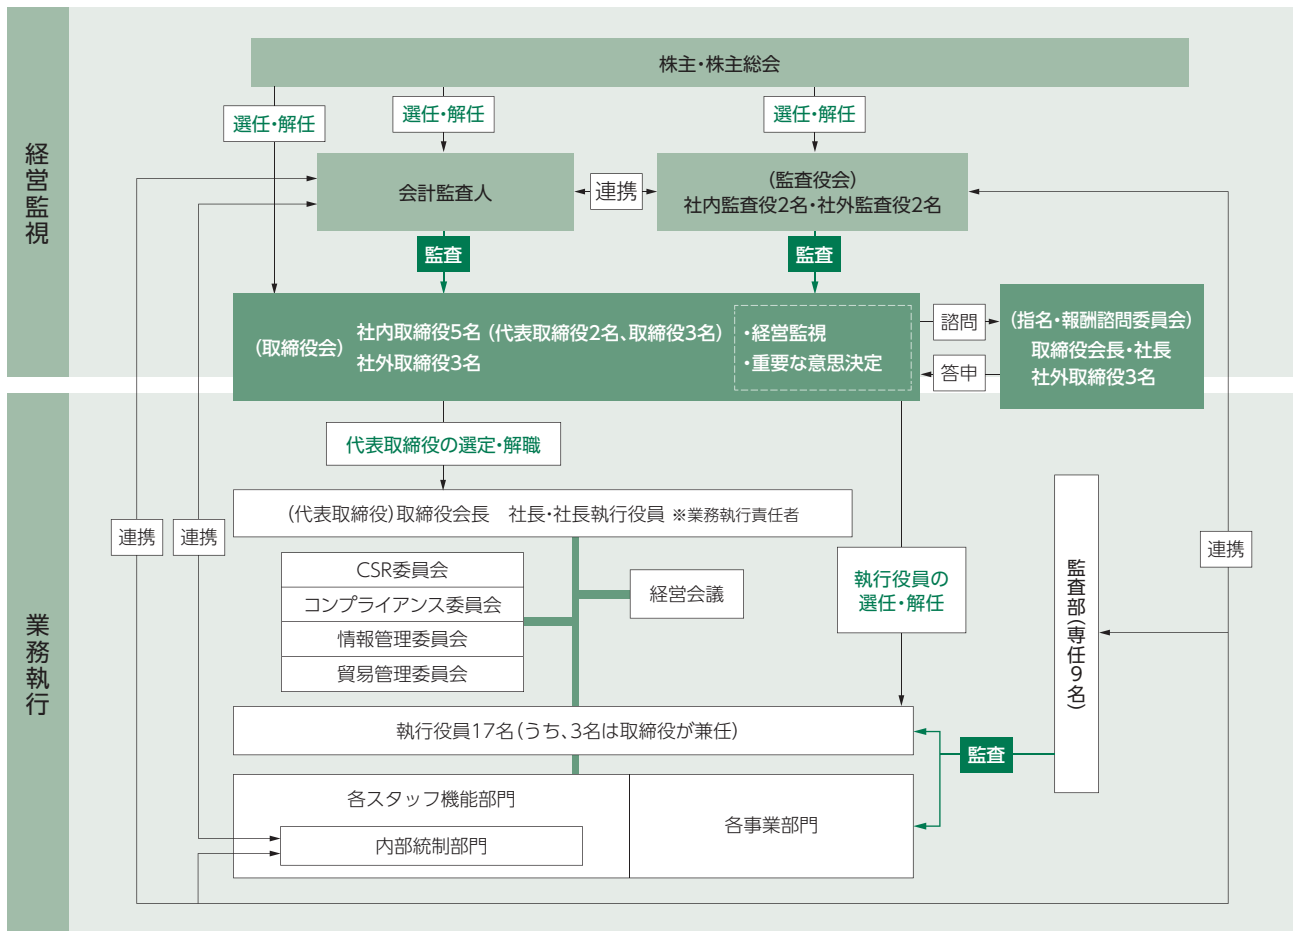 経営監視
株主・株主総会
選任・解任
選任・解任
選任・解任
会計監査人
連携
(監査役会)
社内監査役2名・社外監査役2名
監査
監査
(取締役会)
社内取締役5名(代表取締役2名、取締役3名)
社外取締役3名
・経営監視
・重要な意思決定
諮問
答申
(指名・報酬諮問委員会)
取締役会長・社長
社外取締役3名
業務執行
代表取締役の選定・解職
(代表取締役)取締役会長　社長・社長執行役員 ※業務執行責任者
連携
連携
連携
CSR委員会
コンプライアンス委員会
情報管理委員会
貿易管理委員会
経営会議
執行役員の
選任・解任
監査部(専任9名)
執行役員17名(うち、3名は取締役が兼任)
監査
各スタッフ機能部門
内部統制部門
各事業部門